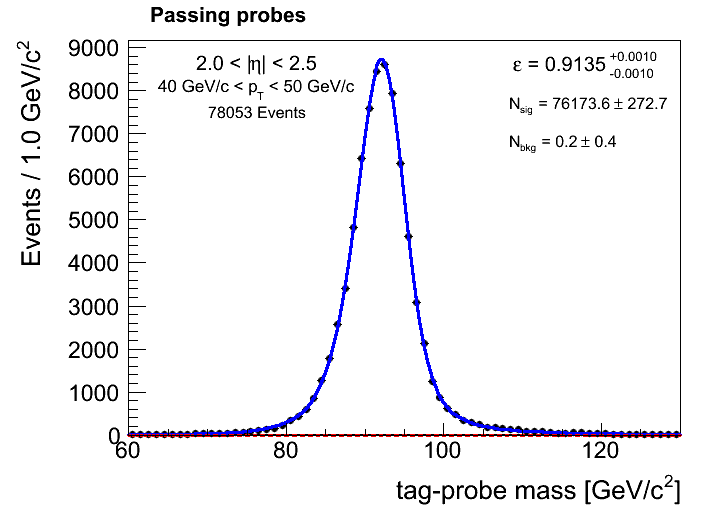 Passing probes
Events / 1.0 GeV/c²
9000
8000
7000
6000
5000
4000
3000
2000
1000
0
2.0 < |η| < 2.5
40 GeV/c < p_T < 50 GeV/c
78053 Events
ε = 0.9135 +0.0010 -0.0010
N_sig = 76173.6 ± 272.7
N_bkg = 0.2 ± 0.4
60 80 100 120
tag-probe mass [GeV/c²]